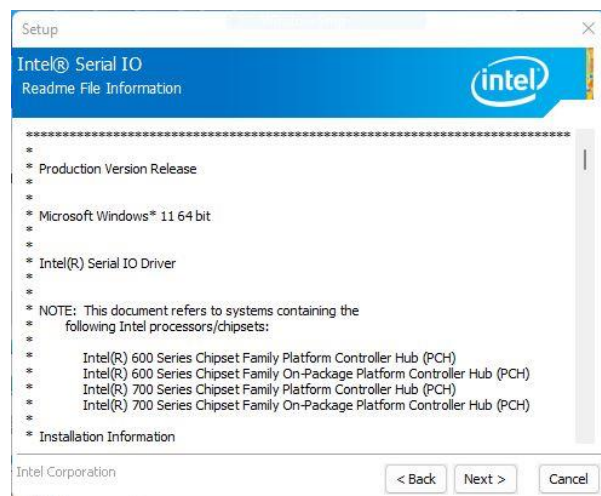 Setup
Intel® Serial IO
Readme File Information
intel
*******************************************************************************
*
* Production Version Release
*
*
* Microsoft Windows* 11 64 bit
*
*
* Intel(R) Serial IO Driver
*
*
* NOTE: This document refers to systems containing the
* following Intel processors/chipsets:
*
* Intel(R) 600 Series Chipset Family Platform Controller Hub (PCH)
* Intel(R) 600 Series Chipset Family On-Package Platform Controller Hub (PCH)
* Intel(R) 700 Series Chipset Family Platform Controller Hub (PCH)
* Intel(R) 700 Series Chipset Family On-Package Platform Controller Hub (PCH)
*
* Installation Information
Intel Corporation
< Back Next > Cancel